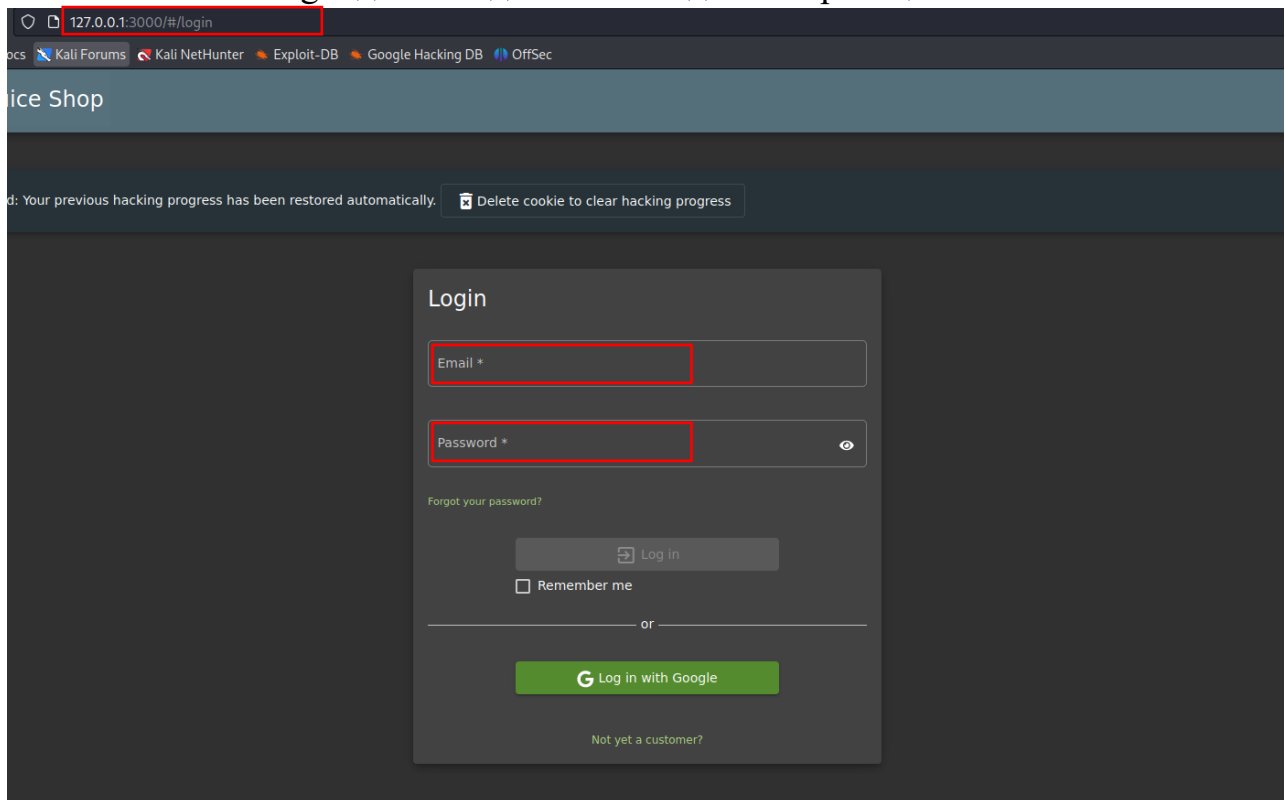 127.0.0.1:3000/#/login
ocs Kali Forums Kali NetHunter Exploit-DB Google Hacking DB OffSec
ice Shop
d: Your previous hacking progress has been restored automatically. Delete cookie to clear hacking progress
Login
Email *
Password *
Forgot your password?
Log in
Remember me
or
G Log in with Google
Not yet a customer?